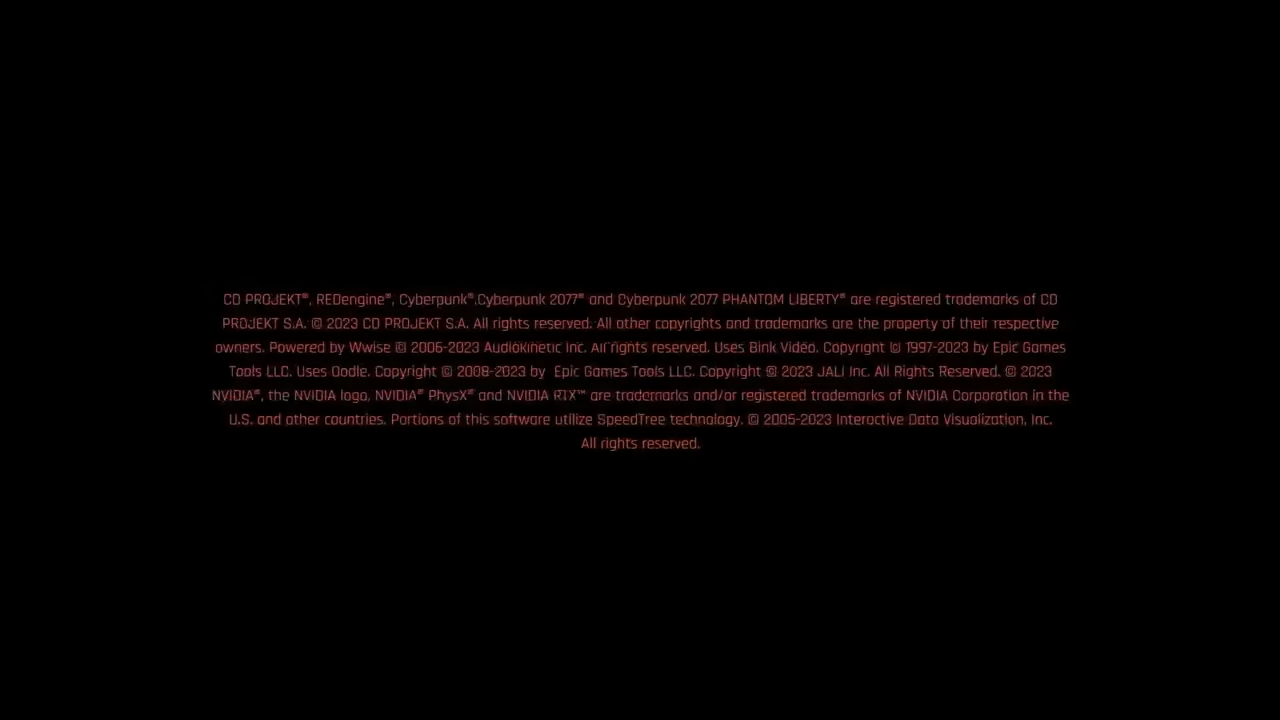 CD PROJEKT®, REDengine®, Cyberpunk®,Cyberpunk 2077® and Cyberpunk 2077 PHANTOM LIBERTY® are registered trademarks of CD
PROJEKT S.A. © 2023 CD PROJEKT S.A. All rights reserved. All other copyrights and trademarks are the property of their respective
owners. Powered by Wwise © 2006-2023 Audiokinetic Inc. All rights reserved. Uses Bink Video. Copyright © 1997-2023 by Epic Games
Tools LLC. Uses Oodle. Copyright © 2008-2023 by Epic Games Tools LLC. Copyright © 2023 JALI Inc. All Rights Reserved. © 2023
NVIDIA®, the NVIDIA logo, NVIDIA® PhysX® and NVIDIA RTX™ are trademarks and/or registered trademarks of NVIDIA Corporation in the
U.S. and other countries. Portions of this software utilize SpeedTree technology. © 2005-2023 Interactive Data Visualization, Inc.
All rights reserved.